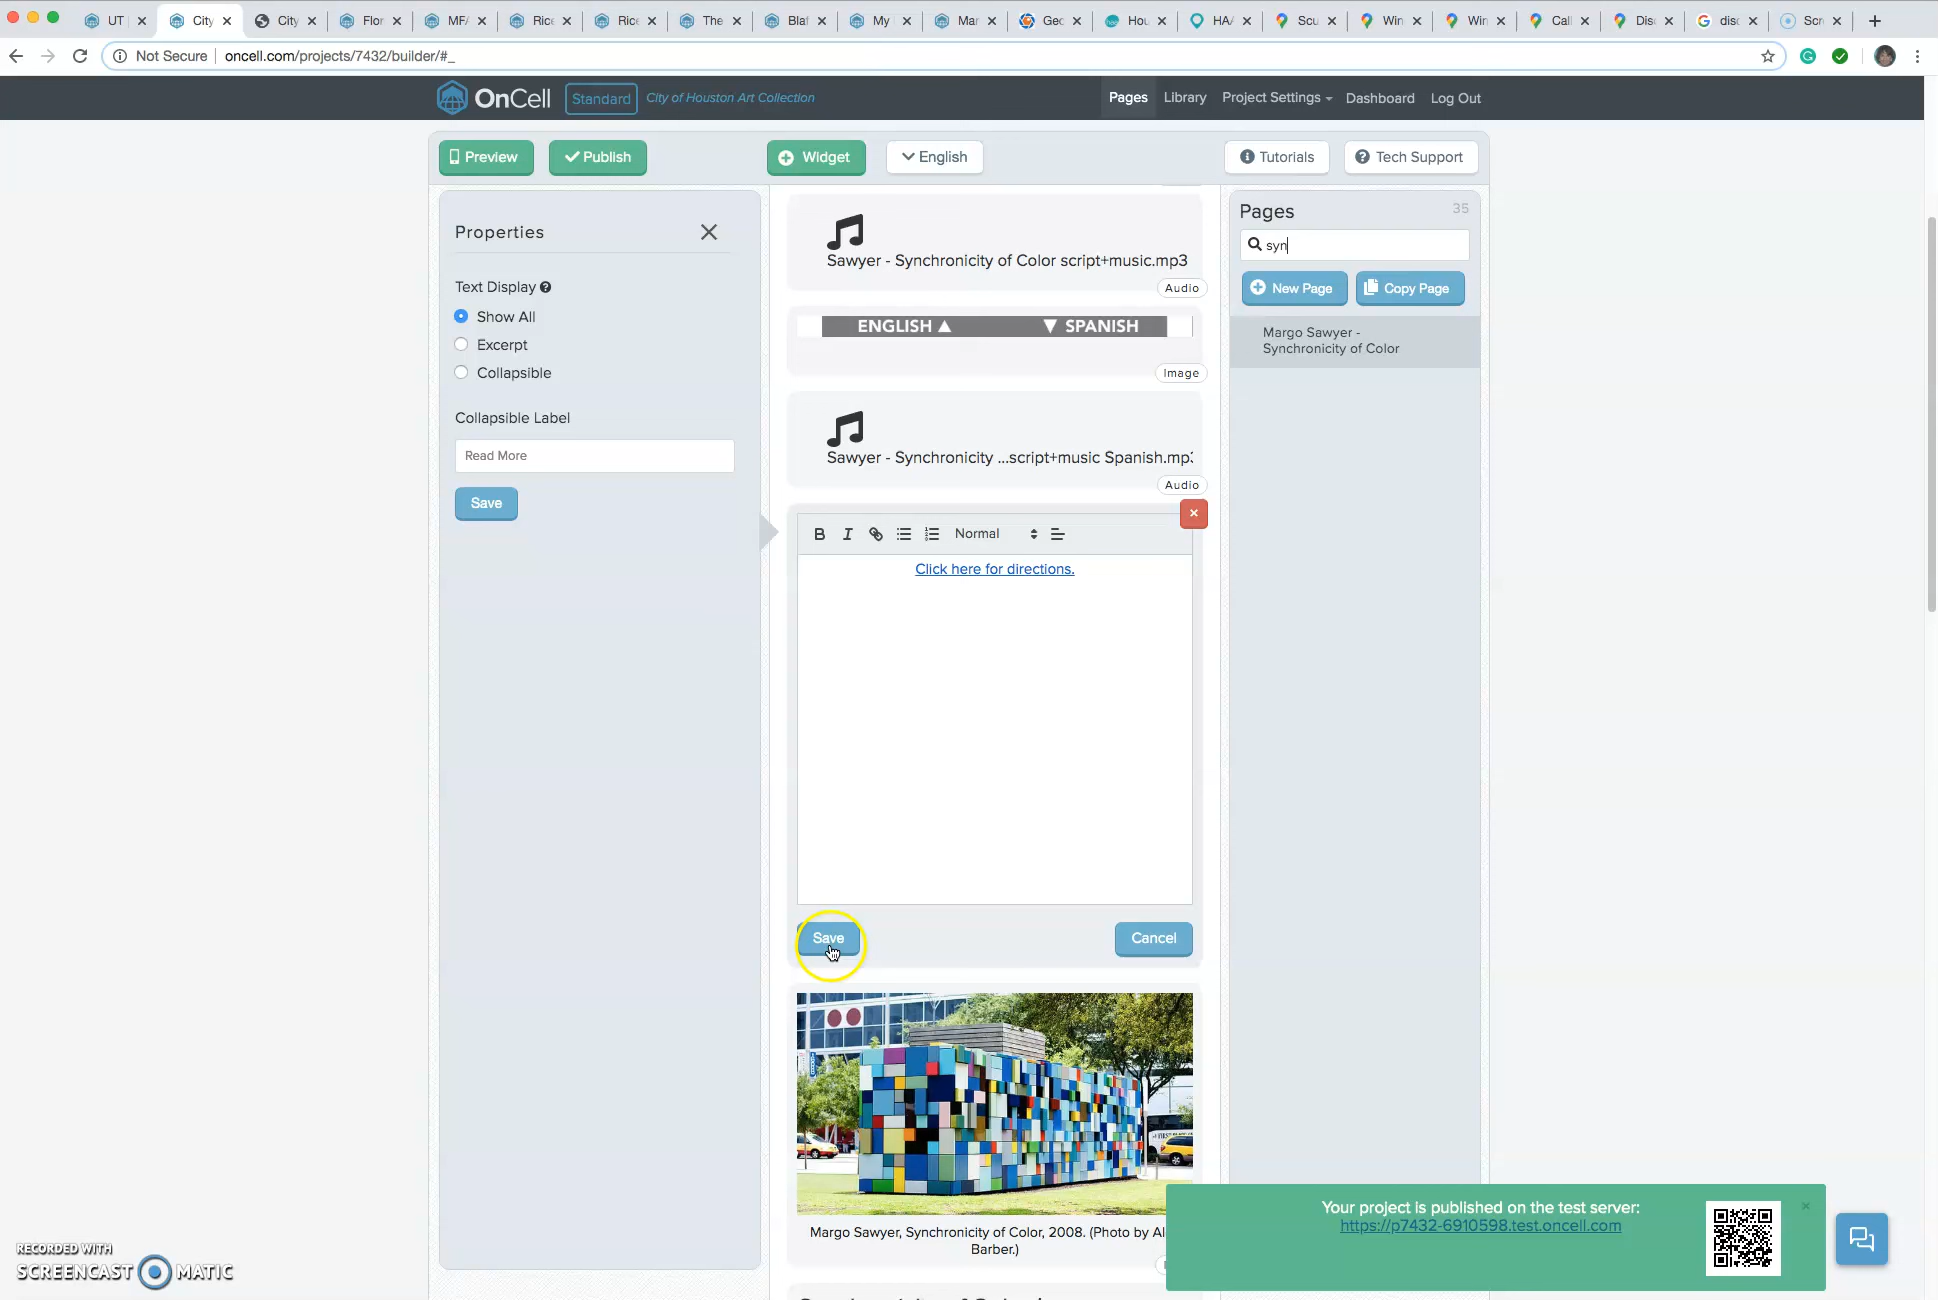 UT
City
City
Flor
MFA
Rice
Rice
The
Blaf
My
Mar
Geo
Hou
HA
Scu
Win
Win
Call
Disc
disc
Scr
Not Secure
oncell.com/projects/7432/builder/#_
OnCell
Standard
City of Houston Art Collection
Pages
Library
Project Settings
Dashboard
Log Out
Preview
Publish
Widget
English
Tutorials
Tech Support
Properties
Text Display
Show All
Excerpt
Collapsible
Collapsible Label
Read More
Save
Sawyer - Synchronicity of Color script+music.mp3
Audio
ENGLISH ▲ ▼ SPANISH
Image
Sawyer - Synchronicity ...script+music Spanish.mp3
Audio
B I Normal
Click here for directions.
Save
Cancel
Margo Sawyer, Synchronicity of Color, 2008. (Photo by Al
Barber.)
Pages 35
syn
New Page
Copy Page
Margo Sawyer -
Synchronicity of Color
Your project is published on the test server:
https://p7432-6910598.test.oncell.com
RECORDED WITH
SCREENCAST MATIC